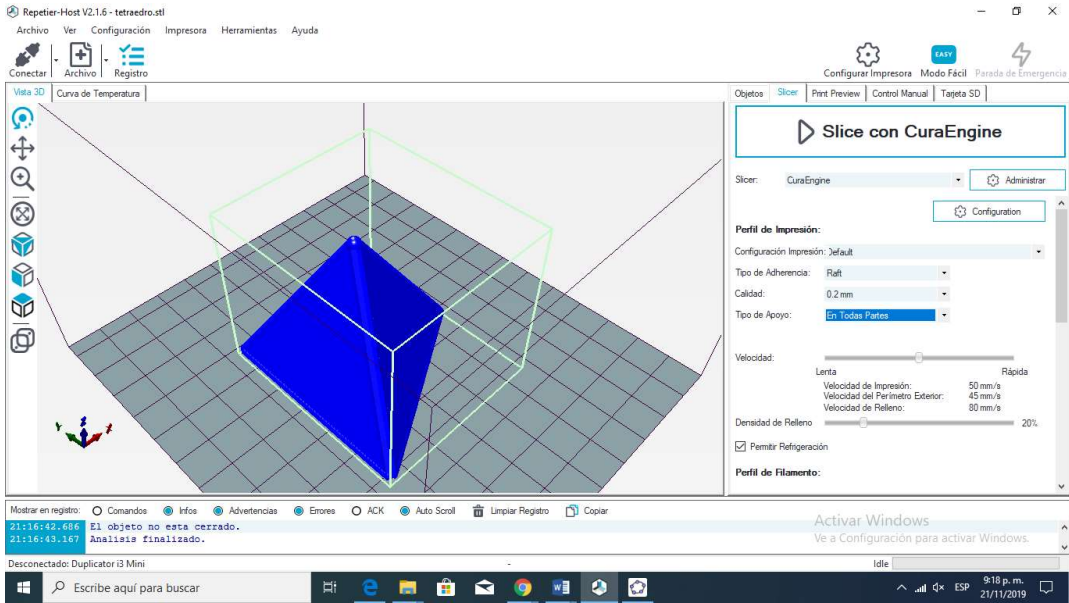 Repetier-Host V2.1.6 - tetraedro.stl
Archivo Ver Configuración Impresora Herramientas Ayuda
Conectar Archivo Registro Configurar Impresora EASY Modo Fácil Parada de Emergencia
Vista 3D Curva de Temperatura
Objetos Slicer Print Preview Control Manual Tarjeta SD
Slice con CuraEngine
Slicer: CuraEngine Administrar
Configuration
Perfil de Impresión:
Configuración Impresión: Default
Tipo de Adherencia: Raft
Calidad: 0.2 mm
Tipo de Apoyo: En Todas Partes
Velocidad:
Lenta Rápida
Velocidad de Impresión: 50 mm/s
Velocidad del Perímetro Exterior: 45 mm/s
Velocidad de Relleno: 80 mm/s
Densidad de Relleno 20%
Permitir Refrigeración
Perfil de Filamento:
Y Z X
Mostrar en registro: Comandos Infos Advertencias Errores ACK Auto Scroll Limpiar Registro Copiar
21:16:42.686 El objeto no esta cerrado.
21:16:43.167 Analisis finalizado.
Activar Windows
Ve a Configuración para activar Windows.
Desconectado: Duplicator i3 Mini - Idle
Escribe aquí para buscar
ESP
9:18 p. m.
21/11/2019